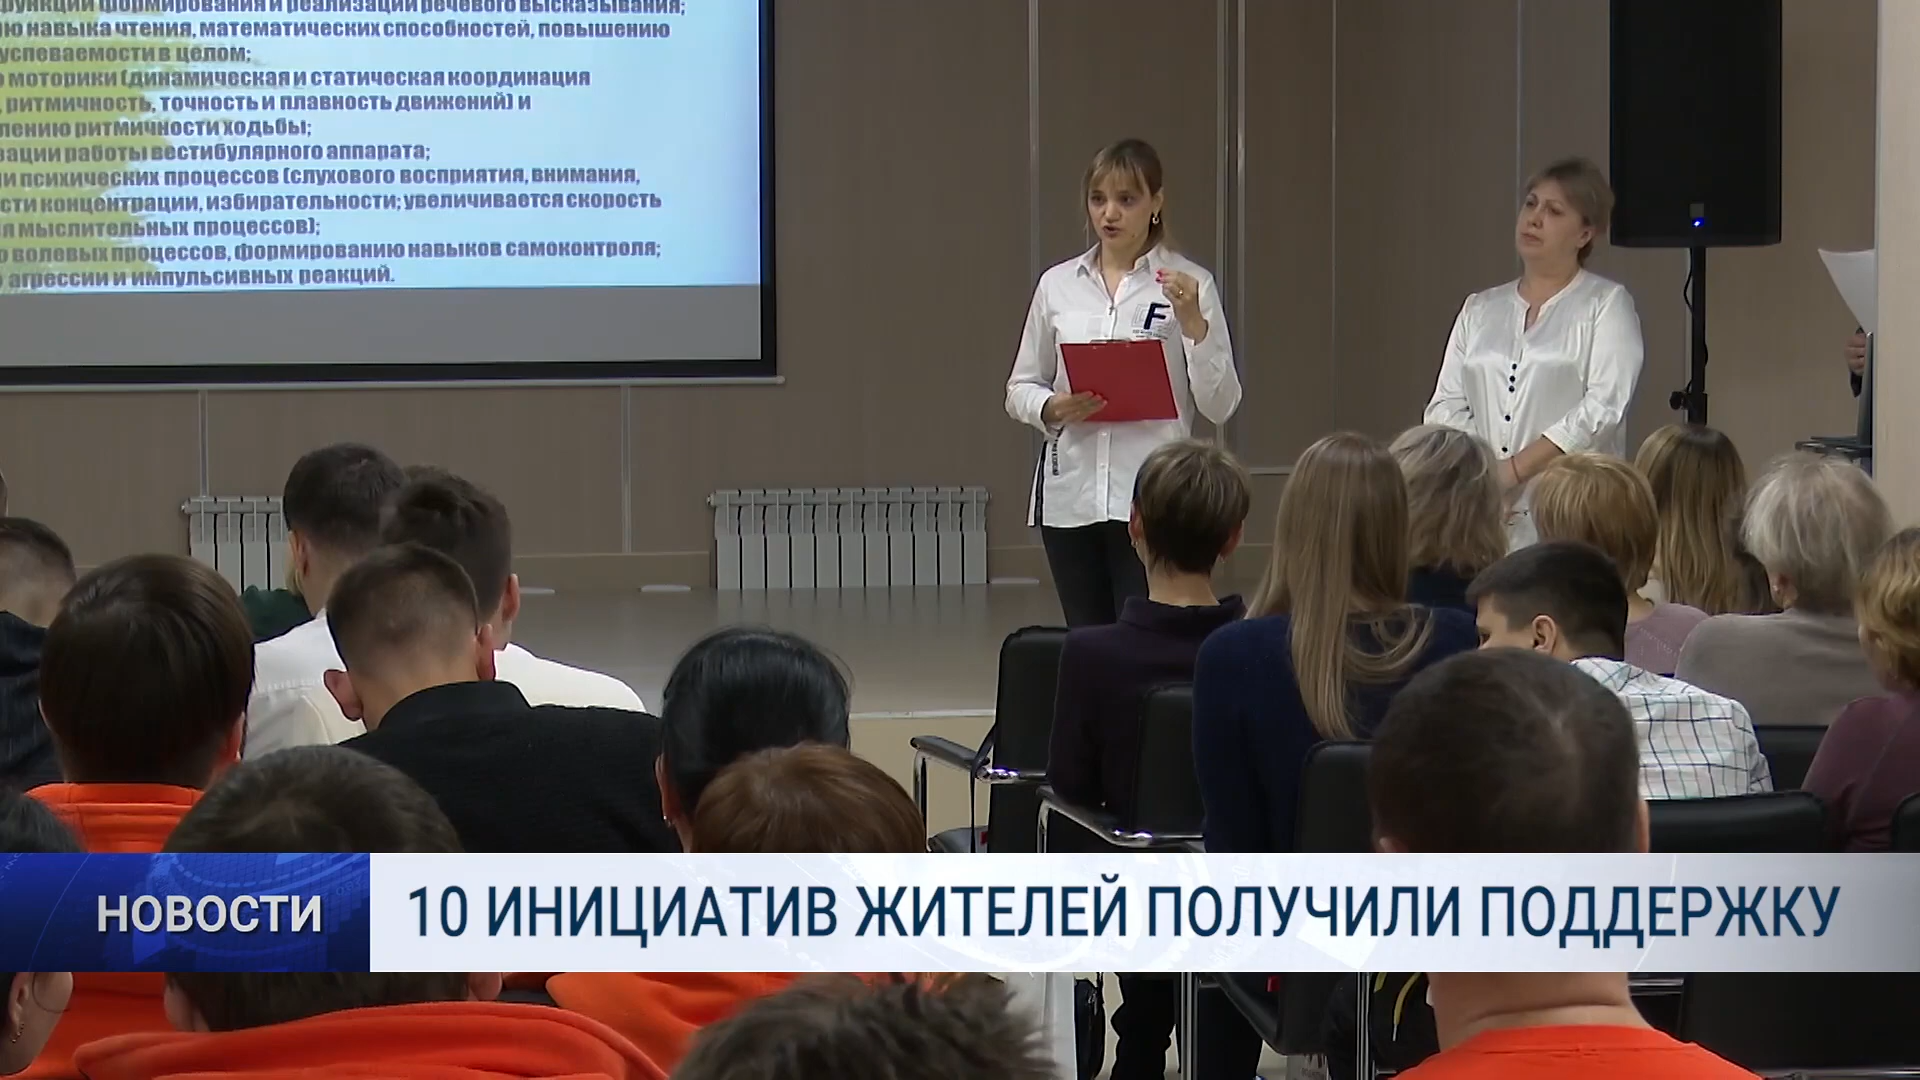 функции формирования и реализации речевого высказывания;
навыка чтения, математических способностей, повышению
успеваемости в целом;
моторики (динамическая и статическая координация
, ритмичность, точность и плавность движений) и
лению ритмичности ходьбы;
зации работы вестибулярного аппарата;
и психических процессов (слухового восприятия, внимания,
сти концентрации, избирательности; увеличивается скорость
я мыслительных процессов);
о волевых процессов, формированию навыков самоконтроля;
агрессии и импульсивных реакций.
F
НОВОСТИ
10 ИНИЦИАТИВ ЖИТЕЛЕЙ ПОЛУЧИЛИ ПОДДЕРЖКУ